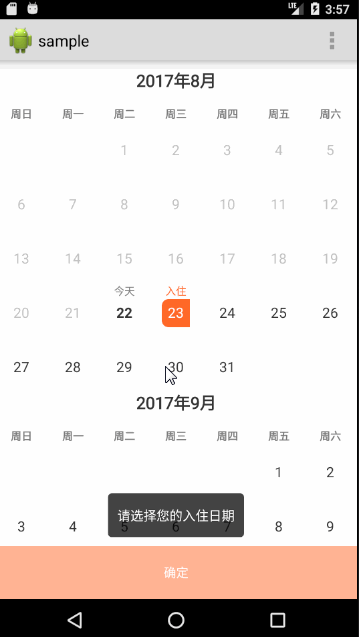 LTE 3:57
sample
2017年8月
周日 周一 周二 周三 周四 周五 周六
1 2 3 4 5
6 7 8 9 10 11 12
13 14 15 16 17 18 19
今天 入住
20 21 22 23 24 25 26
27 28 29 30 31
2017年9月
周日 周一 周二 周三 周四 周五 周六
1 2
请选择您的入住日期
3 4 5 6 7 8 9
确定